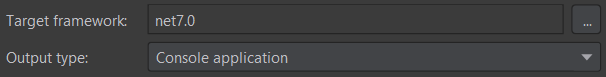 Target framework: net7.0 ...
Output type: Console application